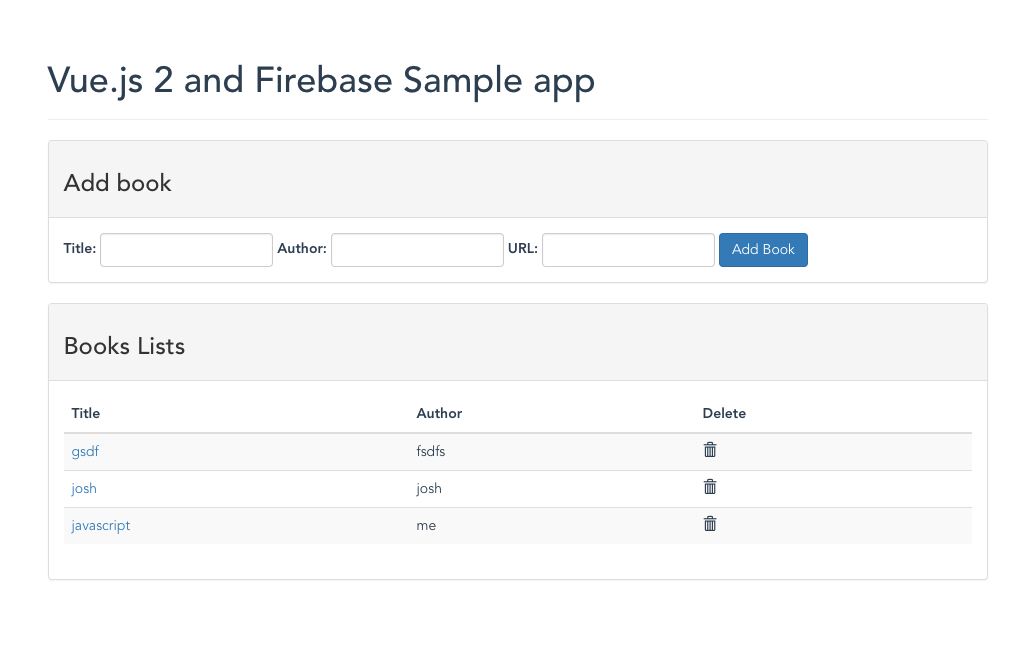 Vue.js 2 and Firebase Sample app
Add book
Title: Author: URL: Add Book
Books Lists
Title Author Delete
gsdf fsdfs
josh josh
javascript me